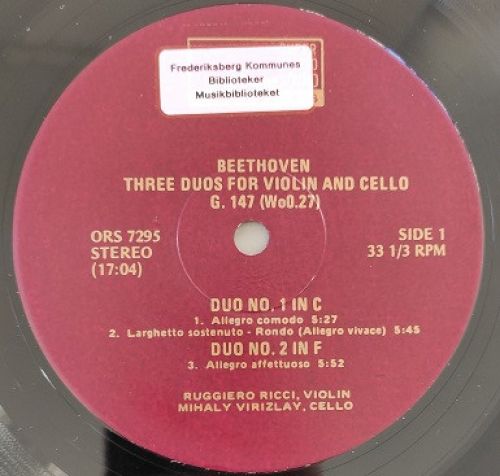 Frederiksberg Kommunes
Biblioteker
Musikbiblioteket
BEETHOVEN
THREE DUOS FOR VIOLIN AND CELLO
G. 147 (Wo0.27)
ORS 7295
STEREO
(17:04)
SIDE 1
33 1/3 RPM
DUO NO. 1 IN C
1. Allegro comodo 5:27
2. Larghetto sostenuto - Rondo (Allegro vivace) 5:45
DUO NO. 2 IN F
3. Allegro affettuoso 5:52
RUGGIERO RICCI, VIOLIN
MIHALY VIRIZLAY, CELLO